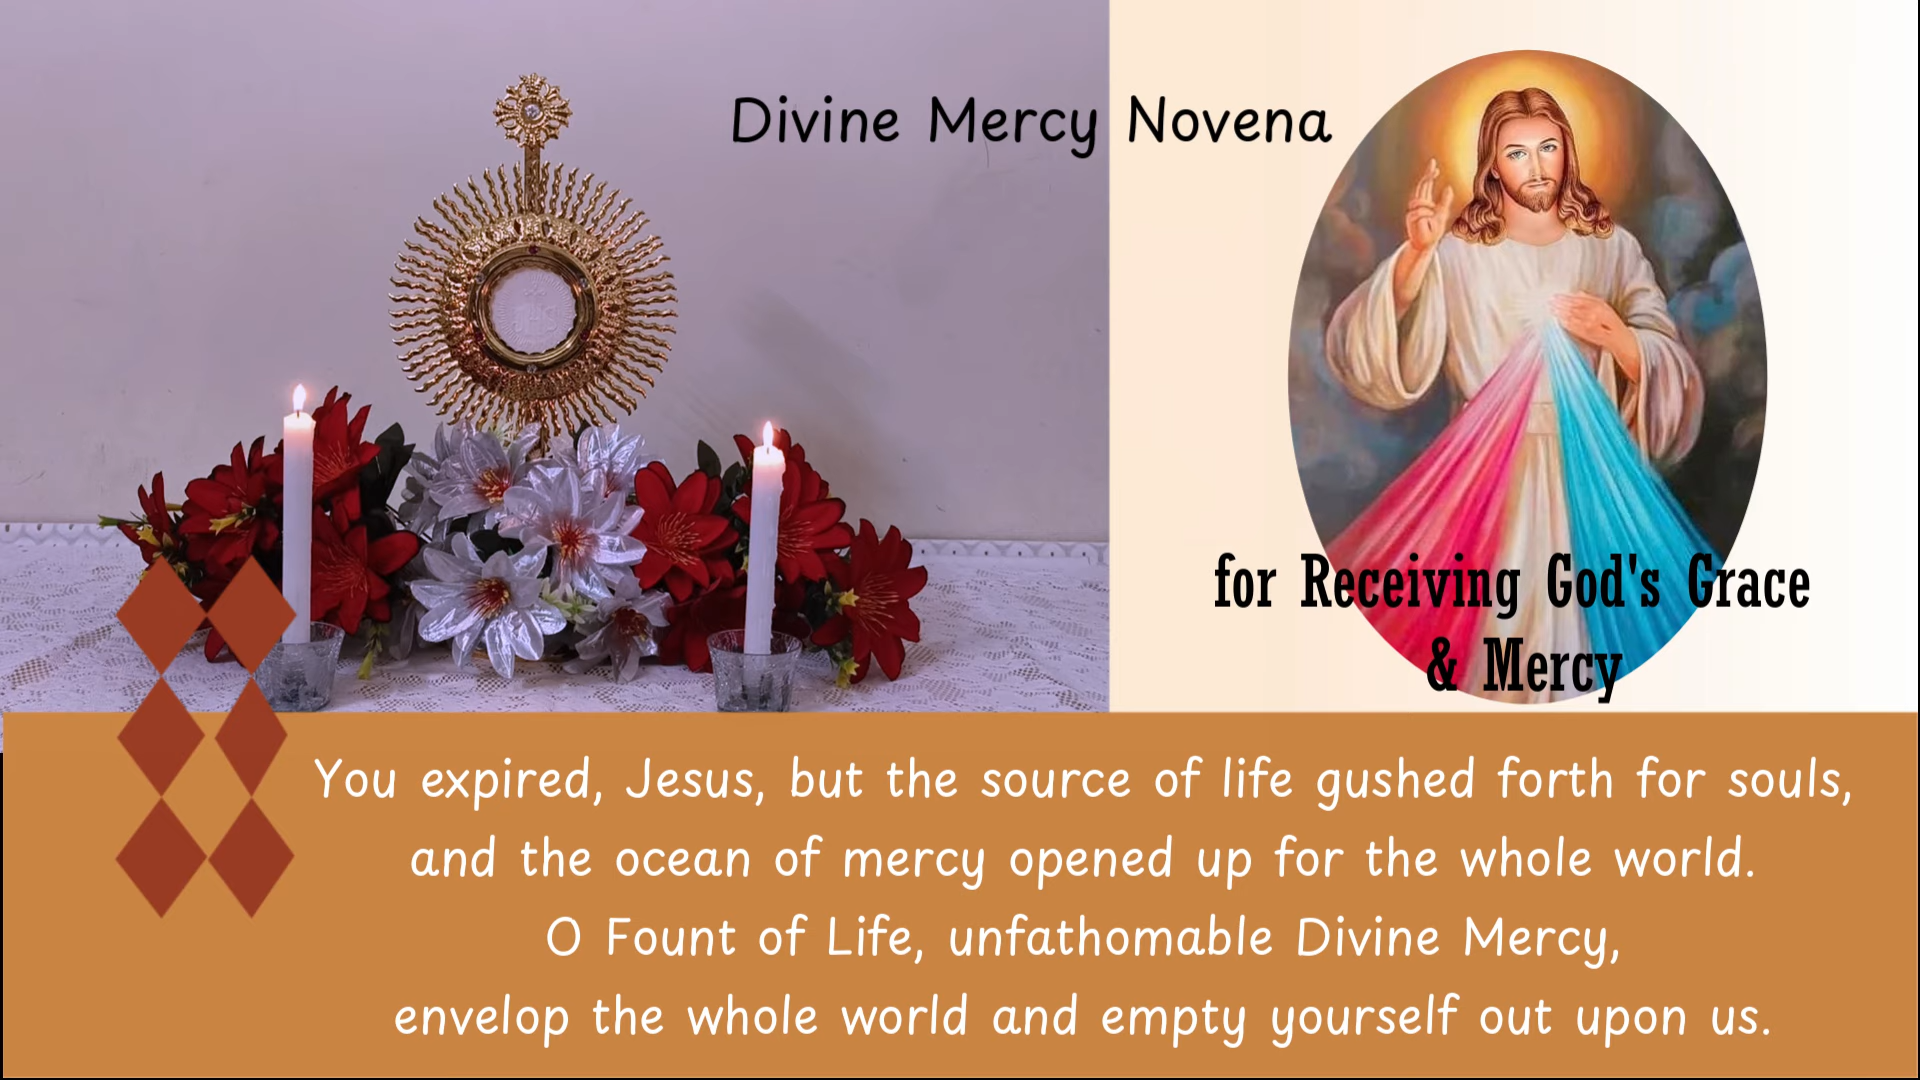 Divine Mercy Novena
JHS
for Receiving God's Grace
& Mercy
You expired, Jesus, but the source of life gushed forth for souls,
and the ocean of mercy opened up for the whole world.
O Fount of Life, unfathomable Divine Mercy,
envelop the whole world and empty yourself out upon us.